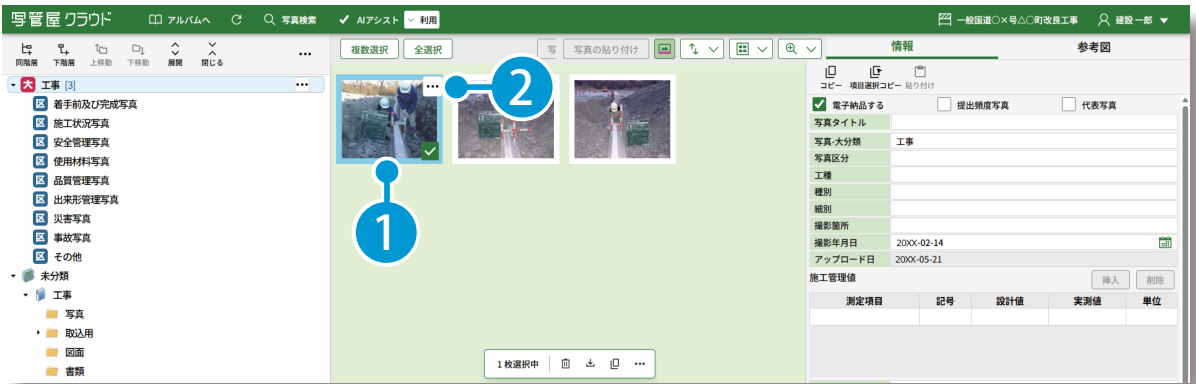 写管屋クラウド アルバムへ 写真検索 AIアシスト 利用 一般国道○×号△○町改良工事 建設 一郎
同階層 下階層 上移動 下移動 展開 閉じる
複数選択 全選択 写 写真の貼り付け
情報 参考図
コピー 項目選択コピー 貼り付け
工事 [3]
着手前及び完成写真
施工状況写真
安全管理写真
使用材料写真
品質管理写真
出来形管理写真
災害写真
事故写真
その他
未分類
工事
写真
取込用
図面
書類
2
1
1 枚選択中
電子納品する 提出頻度写真 代表写真
写真タイトル
写真-大分類 工事
写真区分
工種
種別
細別
撮影箇所
撮影年月日 20XX-02-14
アップロード日 20XX-05-21
施工管理値 挿入 削除
測定項目 記号 設計値 実測値 単位